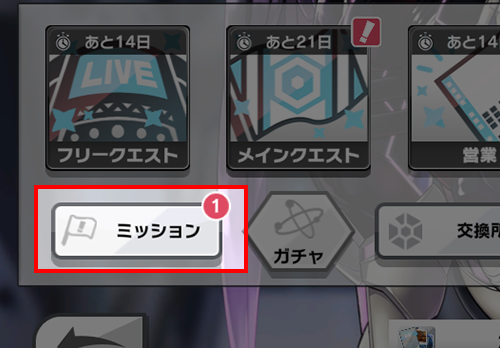 あと14日
あと21日
あと14
LIVE
フリークエスト
メインクエスト
営業
ミッション
1
ガチャ
交換所